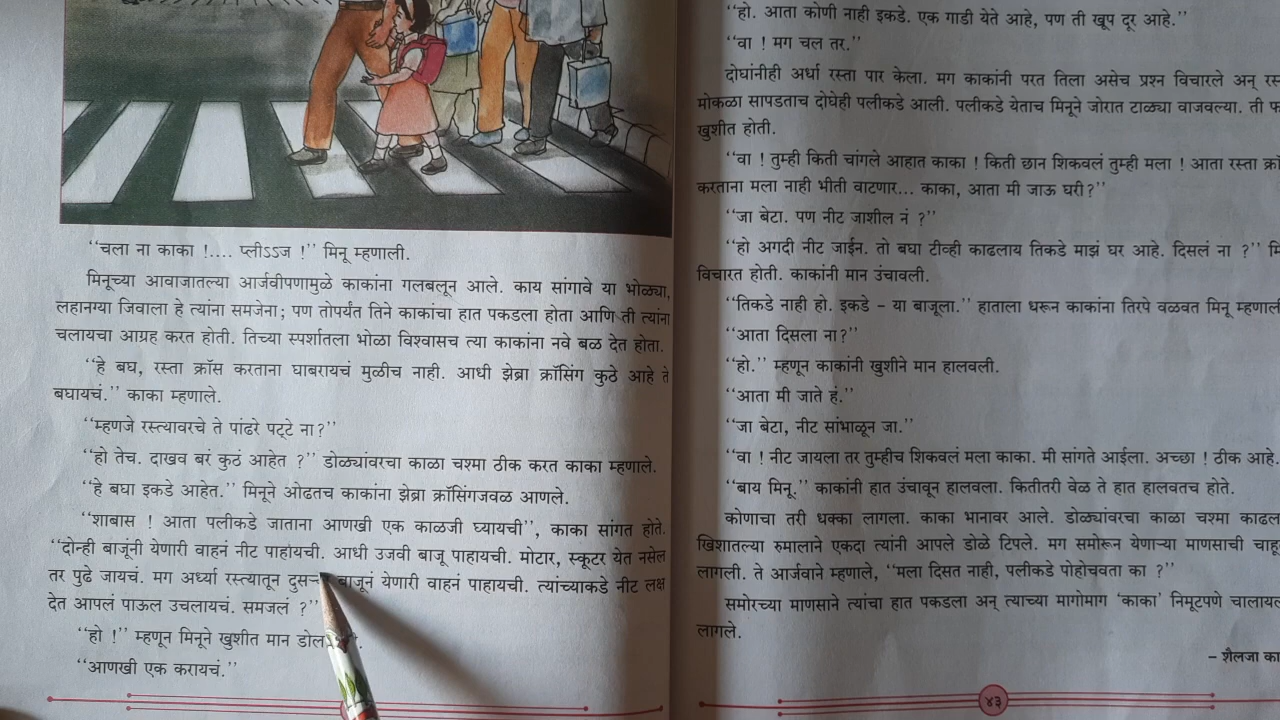 “चला ना काका !.... प्लीऽऽज !” मिनू म्हणाली.
मिनूच्या आवाजातल्या आर्जवीपणामुळे काकांना गलबलून आले. काय सांगावे या भोळ्या,
लहानग्या जिवाला हे त्यांना समजेना; पण तोपर्यंत तिने काकांचा हात पकडला होता आणि ती त्यांना
चलायचा आग्रह करत होती. तिच्या स्पर्शातला भोळा विश्वासच त्या काकांना नवे बळ देत होता.
“हे बघ, रस्ता क्रॉस करताना घाबरायचं मुळीच नाही. आधी झेब्रा क्रॉसिंग कुठे आहे ते
बघायचं.” काका म्हणाले.
“म्हणजे रस्त्यावरचे ते पांढरे पट्टे ना?”
“हो तेच. दाखव बरं कुठं आहेत ?” डोळ्यांवरचा काळा चश्मा ठीक करत काका म्हणाले.
“हे बघा इकडे आहेत.” मिनूने ओढतच काकांना झेब्रा क्रॉसिंगजवळ आणले.
“शाबास ! आता पलीकडे जाताना आणखी एक काळजी घ्यायची”, काका सांगत होते.
“दोन्ही बाजूंनी येणारी वाहनं नीट पाहायची. आधी उजवी बाजू पाहायची. मोटार, स्कूटर येत नसेल
तर पुढे जायचं. मग अर्ध्या रस्त्यातून बाजूनं येणारी वाहनं पाहायची. त्यांच्याकडे नीट लक्ष
देत आपलं पाऊल उचलायचं. समजलं ?”
“हो !” म्हणून मिनूने खुशीत मान
“आणखी एक करायचं.”
“हो. आता कोणी नाही इकडे. एक गाडी येते आहे, पण ती खूप दूर आहे.”
“वा ! मग चल तर.”
दोघांनीही अर्धा रस्ता पार केला. मग काकांनी परत तिला असेच प्रश्न विचारले अन्
मोकळा सापडताच दोघेही पलीकडे आली. पलीकडे येताच मिनूने जोरात टाळ्या वाजवल्या. ती
खुशीत होती.
“वा ! तुम्ही किती चांगले आहात काका ! किती छान शिकवलं तुम्ही मला ! आता रस्ता
करताना मला नाही भीती वाटणार... काका, आता मी जाऊ घरी?”
“जा बेटा. पण नीट जाशील नं ?”
“हो अगदी नीट जाईन. तो बघा टीव्ही काढलाय तिकडे माझं घर आहे. दिसलं ना ?”
विचारत होती. काकांनी मान उंचावली.
“तिकडे नाही हो. इकडे – या बाजूला.” हाताला धरून काकांना तिरपे वळवत मिनू
“आता दिसला ना?”
“हो.” म्हणून काकांनी खुशीने मान हालवली.
“आता मी जाते हं.”
“जा बेटा, नीट सांभाळून जा.”
“वा ! नीट जायला तर तुम्हीच शिकवलं मला काका. मी सांगते आईला. अच्छा ! ठीक आहे.
“बाय मिनू.” काकांनी हात उंचावून हालवला. कितीतरी वेळ ते हात हालवतच होते.
कोणाचा तरी धक्का लागला. काका भानावर आले. डोळ्यांवरचा काळा चश्मा
खिशातल्या रुमालाने एकदा त्यांनी आपले डोळे टिपले. मग समोरून येणाऱ्या माणसाची
लागली. ते आर्जवाने म्हणाले, “मला दिसत नाही, पलीकडे पोहोचवता का ?”
समोरच्या माणसाने त्यांचा हात पकडला अन् त्याच्या मागोमाग ‘काका’ निमूटपणे
लागले.
– शैलजा
४३